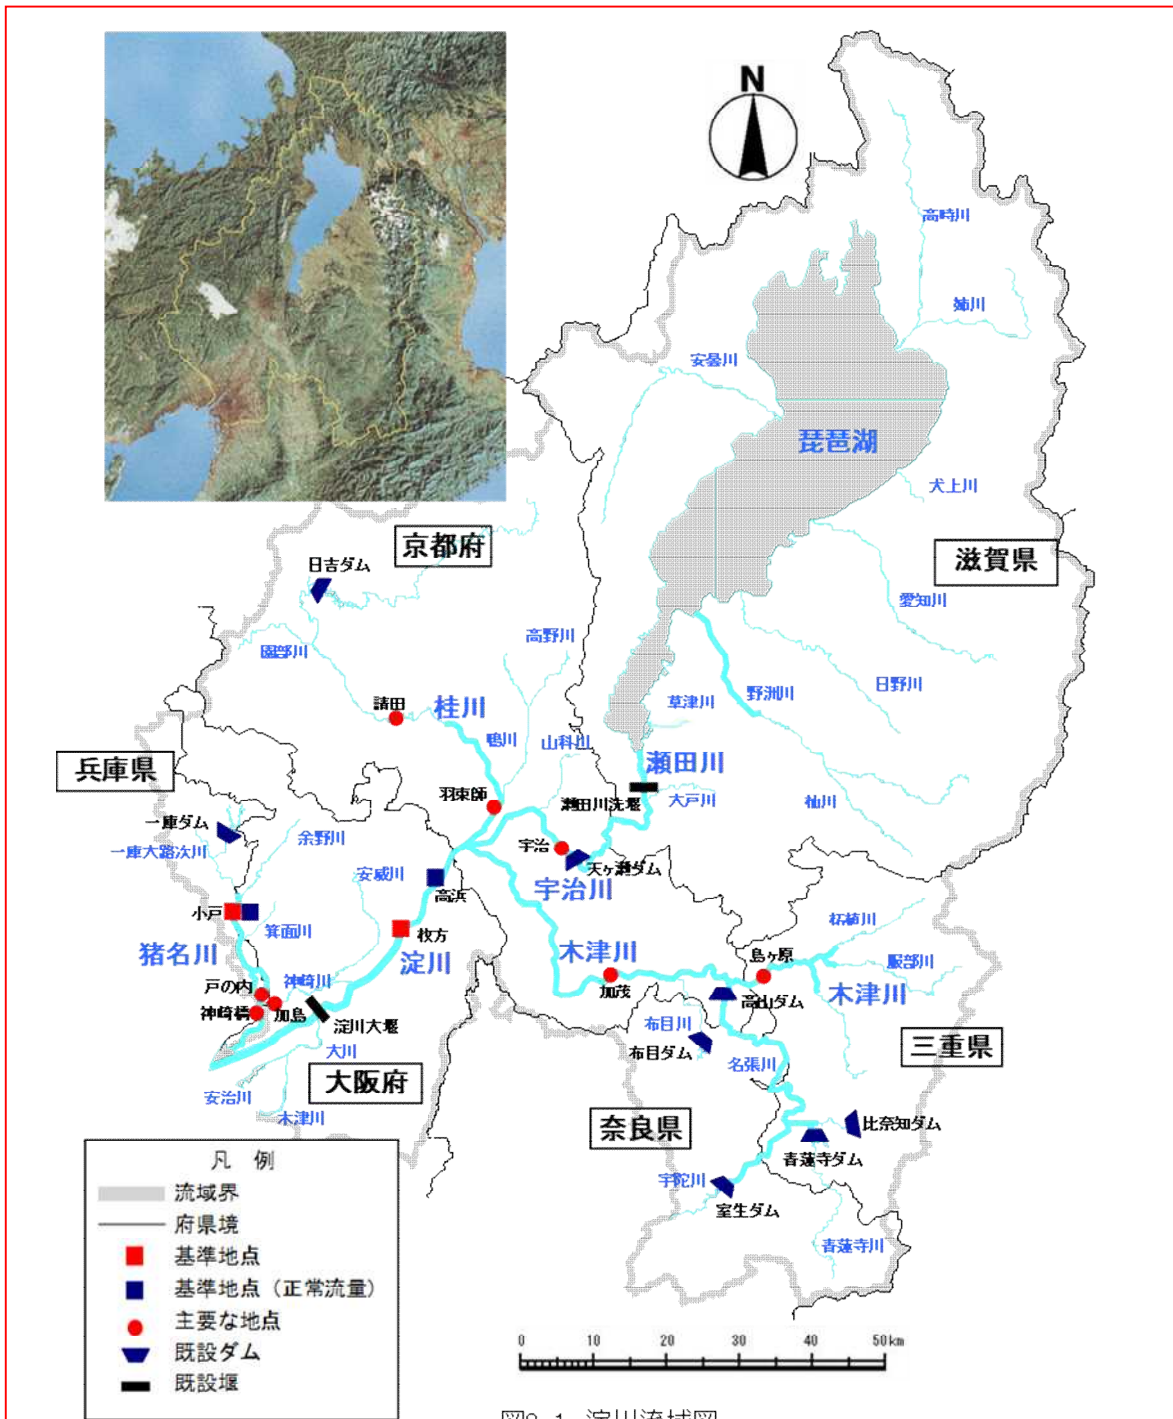 N
高時川
姉川
安曇川
琵琶湖
犬上川
京都府
滋賀県
日吉ダム
愛知川
高野川
園部川
日野川
草津川
野洲川
請田
桂川
鴨川
山科川
瀬田川
兵庫県
羽束師
瀬田川洗堰
大戸川
杣川
一庫ダム
余野川
一庫大路次川
宇治
天ヶ瀬ダム
安威川
高浜
宇治川
小戸
箕面川
枚方
柘植川
猪名川
淀川
木津川
島ヶ原
服部川
戸の内
神崎川
加茂
高山ダム
木津川
神崎橋
加島
淀川大堰
布目川
布目ダム
名張川
三重県
大川
大阪府
安治川
木津川
奈良県
比奈知ダム
青蓮寺ダム
宇陀川
室生ダム
青蓮寺川
凡 例
流域界
府県境
基準地点
基準地点（正常流量）
主要な地点
既設ダム
既設堰
0 10 20 30 40 50km